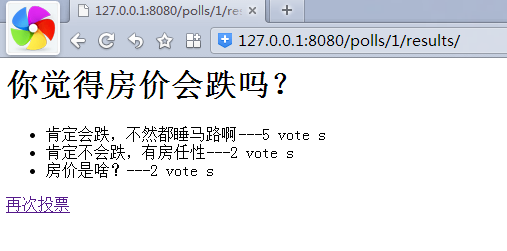 127.0.0.1:8080/polls/1/res
127.0.0.1:8080/polls/1/results/
你觉得房价会跌吗?
肯定会跌，不然都睡马路啊---5 vote s
肯定不会跌，有房任性---2 vote s
房价是啥？---2 vote s
再次投票